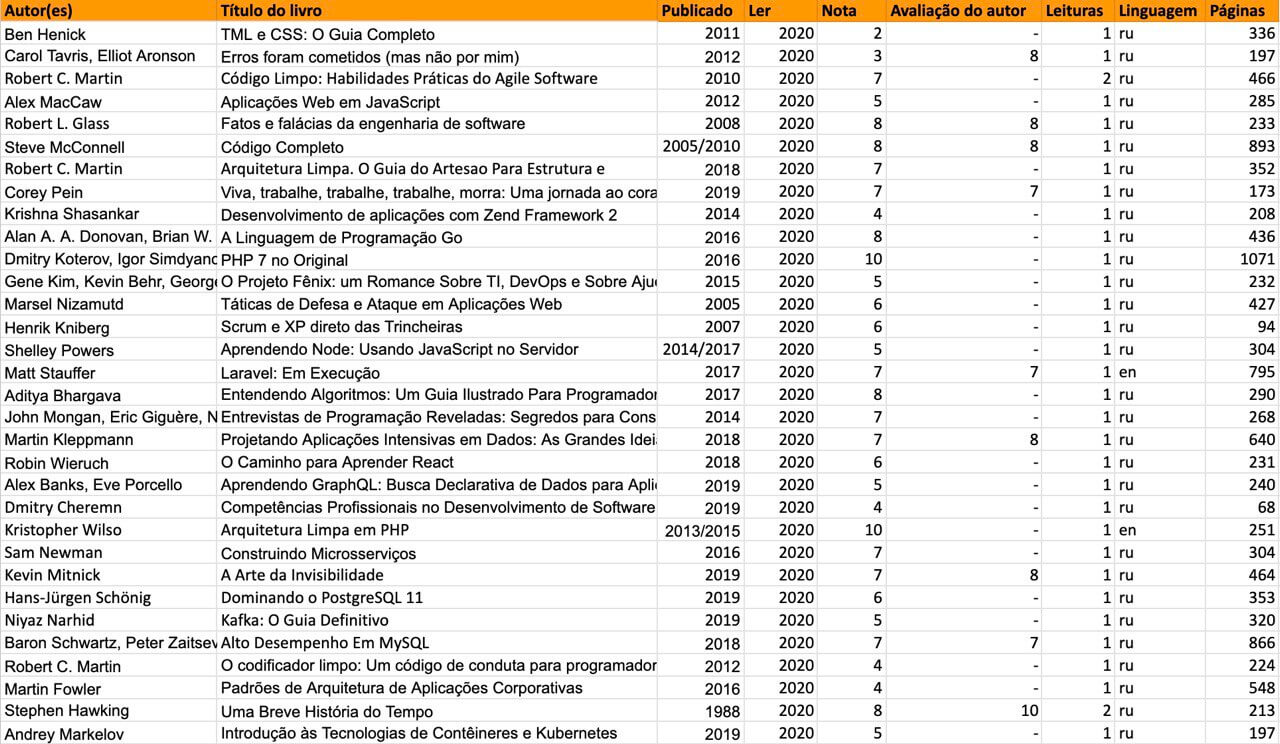 Autor(es) Título do livro Publicado Ler Nota Avaliação do autor Leituras Linguagem Páginas
Ben Henick TML e CSS: O Guia Completo 2011 2020 2 - 1 ru 336
Carol Tavris, Elliot Aronson Erros foram cometidos (mas não por mim) 2012 2020 3 8 1 ru 197
Robert C. Martin Código Limpo: Habilidades Práticas do Agile Software 2010 2020 7 - 2 ru 466
Alex MacCaw Aplicações Web em JavaScript 2012 2020 5 - 1 ru 285
Robert L. Glass Fatos e falácias da engenharia de software 2008 2020 8 8 1 ru 233
Steve McConnell Código Completo 2005/2010 2020 8 8 1 ru 893
Robert C. Martin Arquitetura Limpa. O Guia do Artesao Para Estrutura e 2018 2020 7 - 1 ru 352
Corey Pein Viva, trabalhe, trabalhe, trabalhe, morra: Uma jornada ao cora 2019 2020 7 7 1 ru 173
Krishna Shasankar Desenvolvimento de aplicações com Zend Framework 2 2014 2020 4 - 1 ru 208
Alan A. A. Donovan, Brian W. A Linguagem de Programação Go 2016 2020 8 - 1 ru 436
Dmitry Koterov, Igor Simdyanc PHP 7 no Original 2016 2020 10 - 1 ru 1071
Gene Kim, Kevin Behr, George O Projeto Fênix: um Romance Sobre TI, DevOps e Sobre Aju 2015 2020 5 - 1 ru 232
Marsel Nizamutd Táticas de Defesa e Ataque em Aplicações Web 2005 2020 6 - 1 ru 427
Henrik Kniberg Scrum e XP direto das Trincheiras 2007 2020 6 - 1 ru 94
Shelley Powers Aprendendo Node: Usando JavaScript no Servidor 2014/2017 2020 5 - 1 ru 304
Matt Stauffer Laravel: Em Execução 2017 2020 7 7 1 en 795
Aditya Bhargava Entendendo Algoritmos: Um Guia Ilustrado Para Programador 2017 2020 8 - 1 ru 290
John Mongan, Eric Giguère, N Entrevistas de Programação Reveladas: Segredos para Cons 2014 2020 7 - 1 ru 268
Martin Kleppmann Projetando Aplicações Intensivas em Dados: As Grandes Idei 2018 2020 7 8 1 ru 640
Robin Wieruch O Caminho para Aprender React 2018 2020 6 - 1 ru 231
Alex Banks, Eve Porcello Aprendendo GraphQL: Busca Declarativa de Dados para Apli 2019 2020 5 - 1 ru 240
Dmitry Cheremn Competências Profissionais no Desenvolvimento de Software 2019 2020 4 - 1 ru 68
Kristopher Wilso Arquitetura Limpa em PHP 2013/2015 2020 10 - 1 en 251
Sam Newman Construindo Microsserviços 2016 2020 7 - 1 ru 304
Kevin Mitnick A Arte da Invisibilidade 2019 2020 7 8 1 ru 464
Hans-Jürgen Schönig Dominando o PostgreSQL 11 2019 2020 6 - 1 ru 353
Niyaz Narhid Kafka: O Guia Definitivo 2019 2020 5 - 1 ru 320
Baron Schwartz, Peter Zaitsev Alto Desempenho Em MySQL 2018 2020 7 7 1 ru 866
Robert C. Martin O codificador limpo: Um código de conduta para programador 2012 2020 4 - 1 ru 224
Martin Fowler Padrões de Arquitetura de Aplicações Corporativas 2016 2020 4 - 1 ru 548
Stephen Hawking Uma Breve História do Tempo 1988 2020 8 10 2 ru 213
Andrey Markelov Introdução às Tecnologias de Contêineres e Kubernetes 2019 2020 5 - 1 ru 197